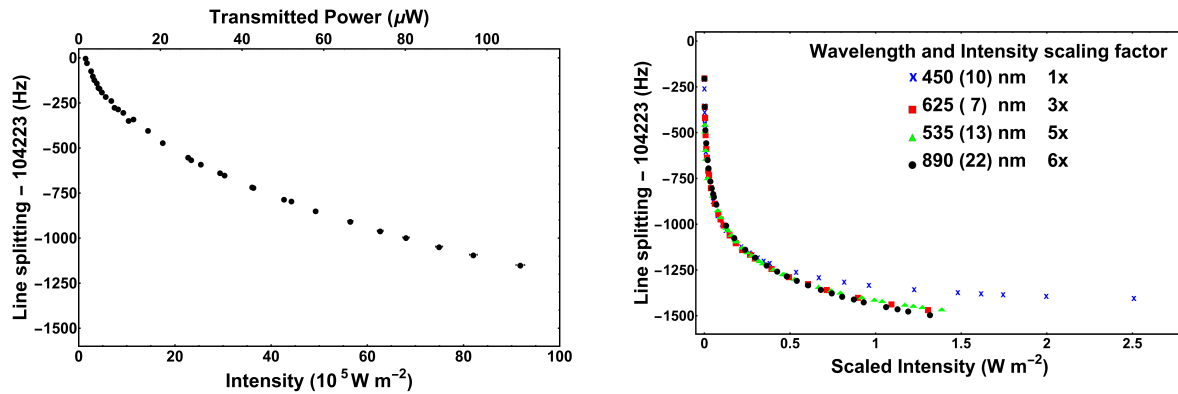 Transmitted Power (μW)
0 20 40 60 80 100
Line splitting − 104223 (Hz)
0
−250
−500
−750
−1000
−1250
−1500
0 20 40 60 80 100
Intensity (10 5 W m−2)
Line splitting − 104223 (Hz)
0
−250
−500
−750
−1000
−1250
−1500
Wavelength and Intensity scaling factor
x 450 (10) nm 1x
625 ( 7) nm 3x
535 (13) nm 5x
890 (22) nm 6x
0 0.5 1 1.5 2.0 2.5
Scaled Intensity (W m−2)